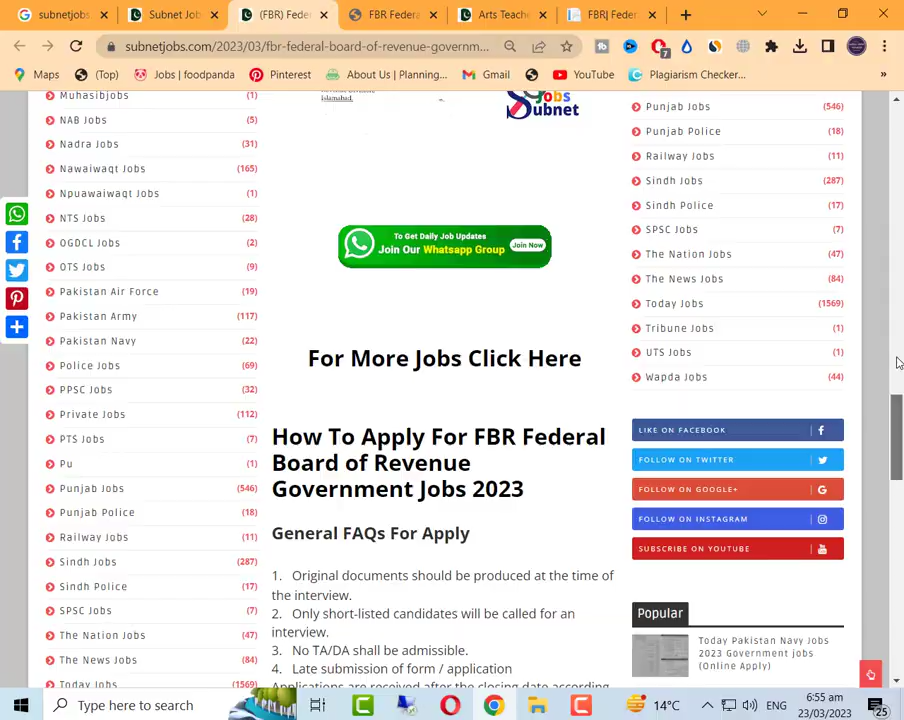 subnetjobs
Subnet Job
(FBR) Feder
FBR Federa
Arts Teache
FBR| Feder
subnetjobs.com/2023/03/fbr-federal-board-of-revenue-governm...
7
Maps
(Top)
Jobs | foodpanda
Pinterest
About Us | Planning...
Gmail
YouTube
Plagiarism Checker...
»
Muhasibjobs (1)
NAB Jobs (5)
Nadra Jobs (31)
Nawaiwaqt Jobs (165)
Npuawaiwaqt Jobs (1)
NTS Jobs (28)
OGDCL Jobs (2)
OTS Jobs (9)
Pakistan Air Force (19)
Pakistan Army (117)
Pakistan Navy (22)
Police Jobs (69)
PPSC Jobs (32)
Private Jobs (112)
PTS Jobs (7)
Pu (1)
Punjab Jobs (546)
Punjab Police (18)
Railway Jobs (11)
Sindh Jobs (287)
Sindh Police (17)
SPSC Jobs (7)
The Nation Jobs (47)
The News Jobs (84)
Today Jobs (1569)
Islamabad.
Jobs
Subnet
To Get Daily Job Updates
Join Our Whatsapp Group
Join Now
For More Jobs Click Here
How To Apply For FBR Federal
Board of Revenue
Government Jobs 2023
General FAQs For Apply
1. Original documents should be produced at the time of
the interview.
2. Only short-listed candidates will be called for an
interview.
3. No TA/DA shall be admissible.
4. Late submission of form / application
Applications are received after the closing date according
Punjab Jobs (546)
Punjab Police (18)
Railway Jobs (11)
Sindh Jobs (287)
Sindh Police (17)
SPSC Jobs (7)
The Nation Jobs (47)
The News Jobs (84)
Today Jobs (1569)
Tribune Jobs (1)
UTS Jobs (1)
Wapda Jobs (44)
LIKE ON FACEBOOK
FOLLOW ON TWITTER
FOLLOW ON GOOGLE+
FOLLOW ON INSTAGRAM
SUBSCRIBE ON YOUTUBE
Popular
Today Pakistan Navy Jobs
2023 Government jobs
(Online Apply)
Type here to search
14°C
ENG
6:55 am
23/03/2023
25